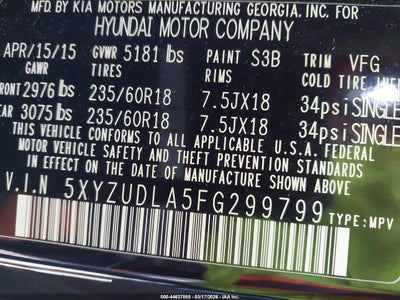 MFD. BY KIA MOTORS MANUFACTURING GEORGIA, INC. FOR
HYUNDAI MOTOR COMPANY
APR/15/15 GVWR 5181 lbs PAINT S3B TRIM VFG
GAWR TIRES RIMS COLD TIRE
FRONT 2976 lbs 235/60R18 7.5JX18 34psi SINGLE
REAR 3075 lbs 235/60R18 7.5JX18 34psi SINGLE
THIS VEHICLE CONFORMS TO ALL APPLICABLE U.S.A. FEDERAL
MOTOR VEHICLE SAFETY, BUMPER, AND THEFT PREVENTION STANDARDS
IN EFFECT ON THE DATE OF MANUFACTURE
SHOWN ABOVE.
V.I.N 5XYZUDLA5FG299799 TYPE:MPV
000-44637885 - 03/17/2026 - IAA Inc.